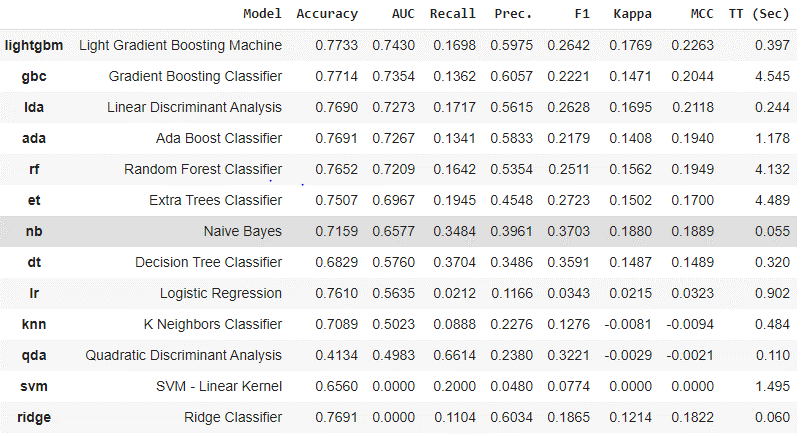 Model Accuracy AUC Recall Prec. F1 Kappa MCC TT (Sec)
lightgbm Light Gradient Boosting Machine 0.7733 0.7430 0.1698 0.5975 0.2642 0.1769 0.2263 0.397
gbc Gradient Boosting Classifier 0.7714 0.7354 0.1362 0.6057 0.2221 0.1471 0.2044 4.545
lda Linear Discriminant Analysis 0.7690 0.7273 0.1717 0.5615 0.2628 0.1695 0.2118 0.244
ada Ada Boost Classifier 0.7691 0.7267 0.1341 0.5833 0.2179 0.1408 0.1940 1.178
rf Random Forest Classifier 0.7652 0.7209 0.1642 0.5354 0.2511 0.1562 0.1949 4.132
et Extra Trees Classifier 0.7507 0.6967 0.1945 0.4548 0.2723 0.1502 0.1700 4.489
nb Naive Bayes 0.7159 0.6577 0.3484 0.3961 0.3703 0.1880 0.1889 0.055
dt Decision Tree Classifier 0.6829 0.5760 0.3704 0.3486 0.3591 0.1487 0.1489 0.320
lr Logistic Regression 0.7610 0.5635 0.0212 0.1166 0.0343 0.0215 0.0323 0.902
knn K Neighbors Classifier 0.7089 0.5023 0.0888 0.2276 0.1276 -0.0081 -0.0094 0.484
qda Quadratic Discriminant Analysis 0.4134 0.4983 0.6614 0.2380 0.3221 -0.0029 -0.0021 0.110
svm SVM - Linear Kernel 0.6560 0.0000 0.2000 0.0480 0.0774 0.0000 0.0000 1.495
ridge Ridge Classifier 0.7691 0.0000 0.1104 0.6034 0.1865 0.1214 0.1822 0.060